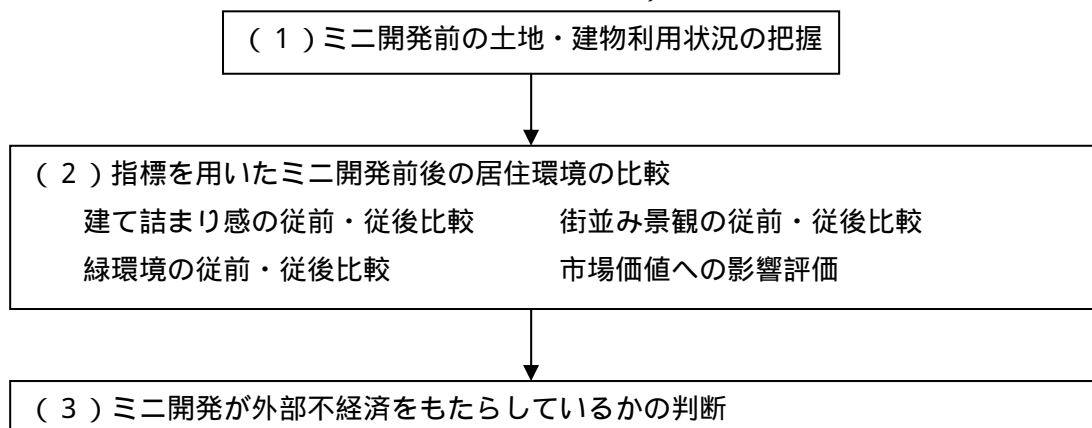 (1)ミニ開発前の土地・建物利用状況の把握
(2)指標を用いたミニ開発前後の居住環境の比較
建て詰まり感の従前・従後比較 街並み景観の従前・従後比較
緑環境の従前・従後比較 市場価値への影響評価
(3)ミニ開発が外部不経済をもたらしているかの判断